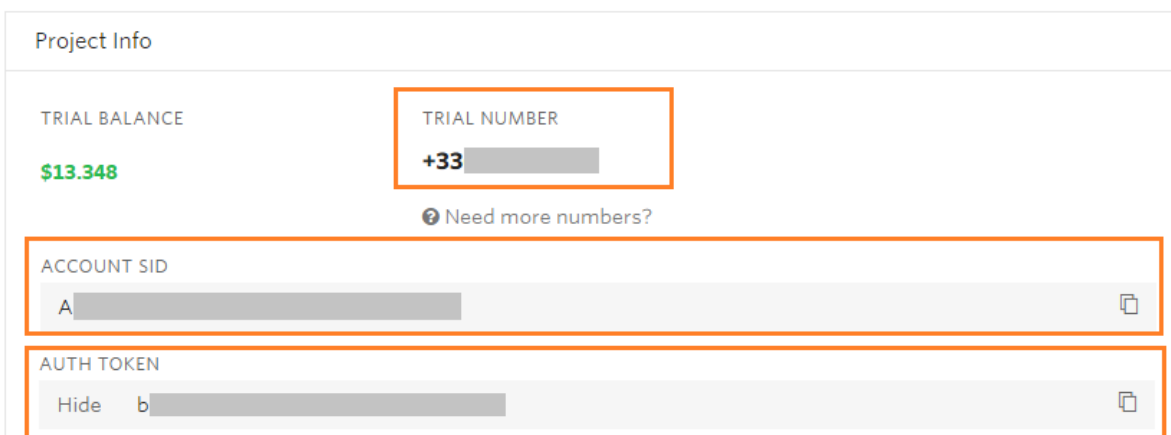 Project Info
TRIAL BALANCE
$13.348
TRIAL NUMBER
+33
Need more numbers?
ACCOUNT SID
A
AUTH TOKEN
Hide b